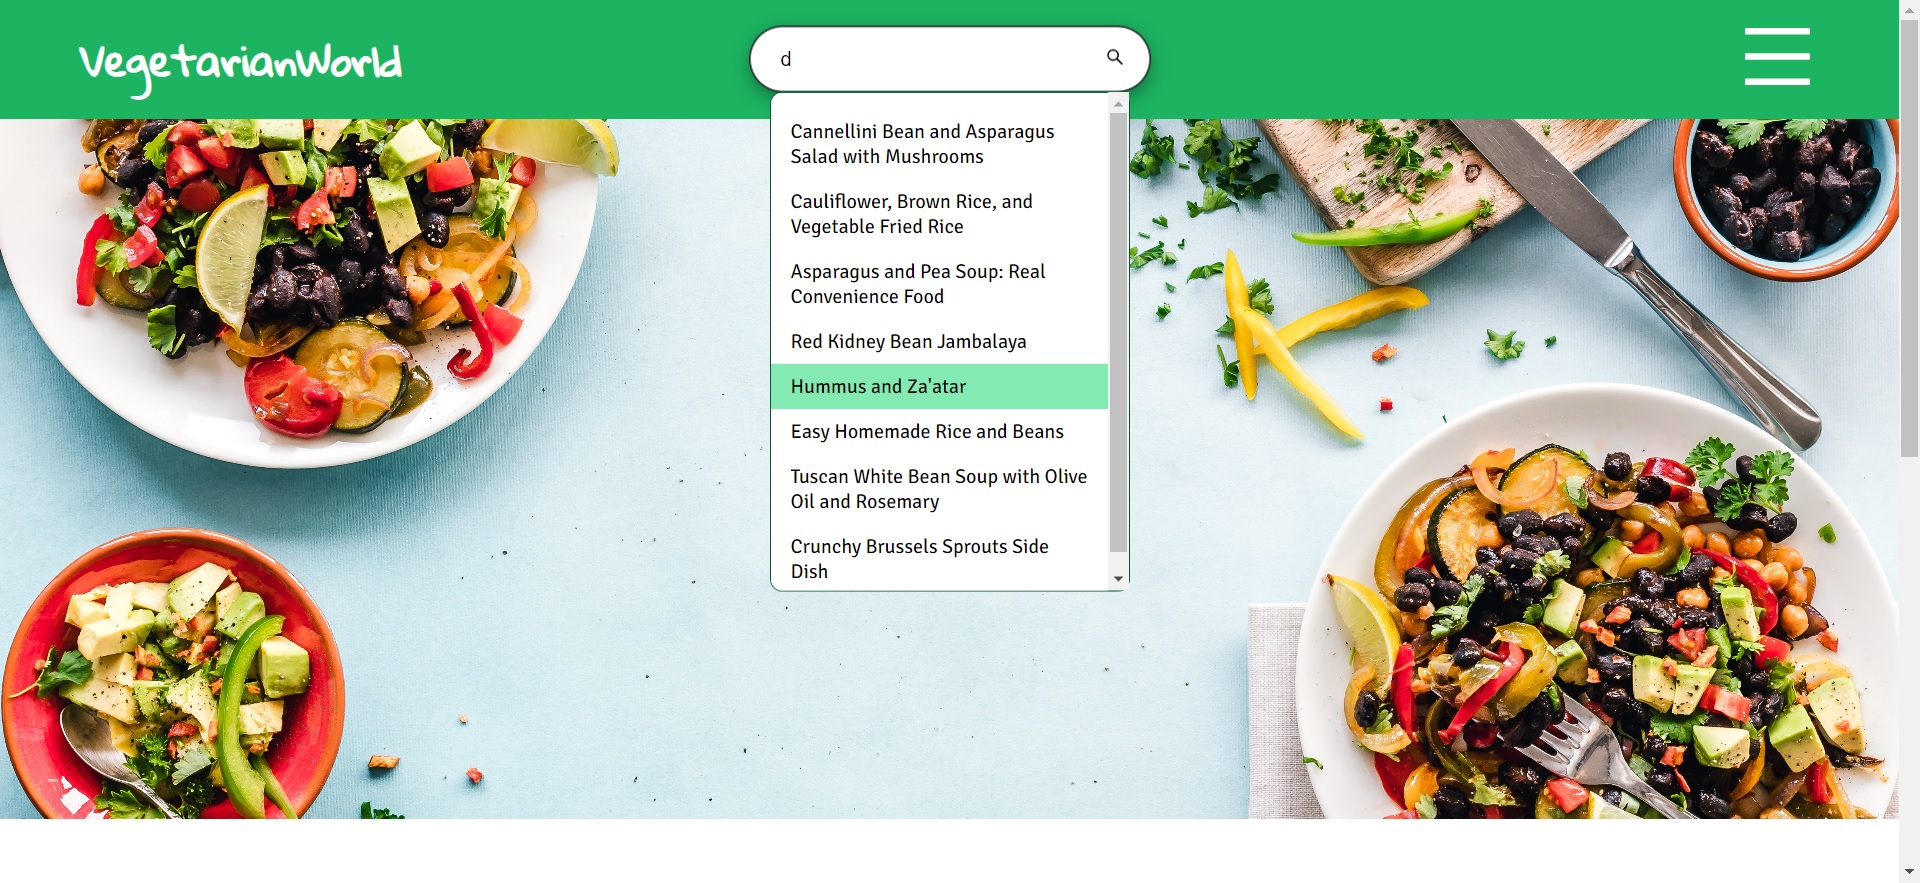 VegetarianWorld
d
Cannellini Bean and Asparagus
Salad with Mushrooms
Cauliflower, Brown Rice, and
Vegetable Fried Rice
Asparagus and Pea Soup: Real
Convenience Food
Red Kidney Bean Jambalaya
Hummus and Za'atar
Easy Homemade Rice and Beans
Tuscan White Bean Soup with Olive
Oil and Rosemary
Crunchy Brussels Sprouts Side
Dish